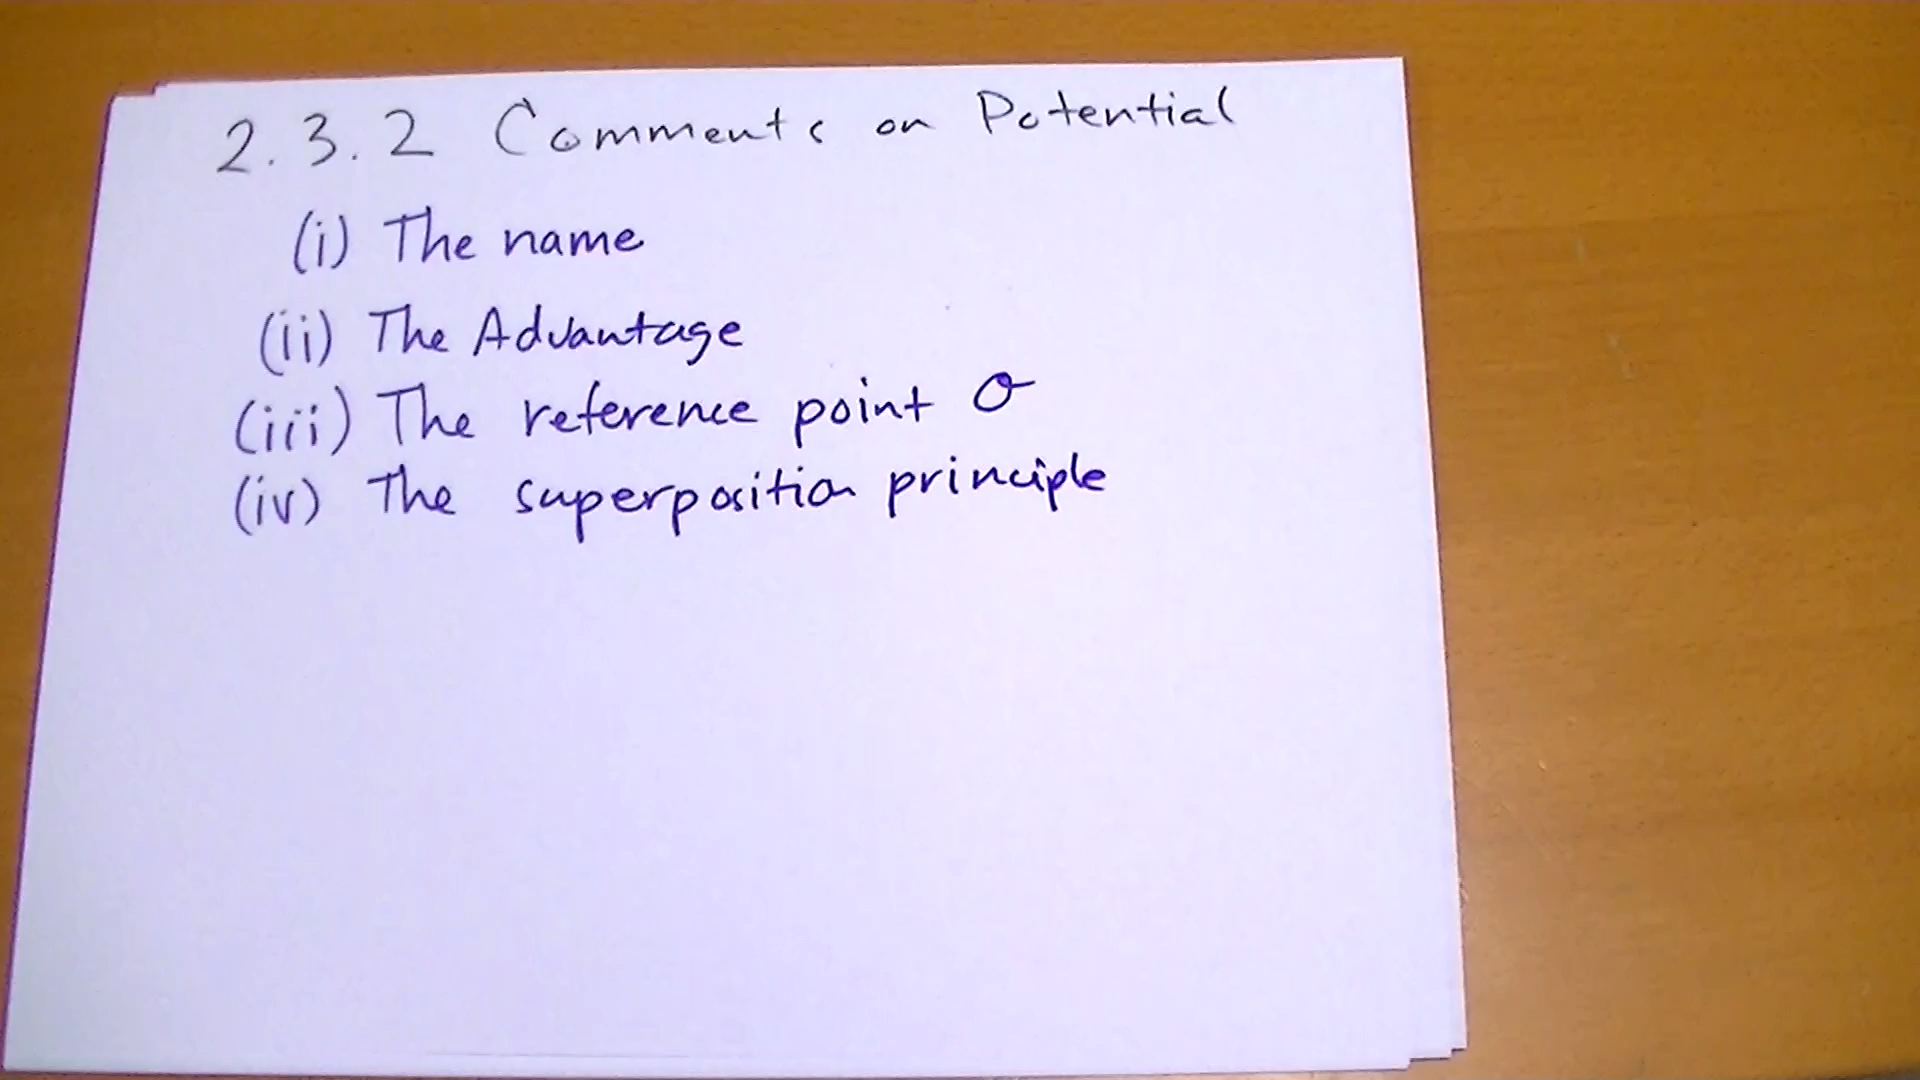 2.3.2 Comments on Potential
(i) The name
(ii) The Advantage
(iii) The reference point O
(iv) The superposition principle